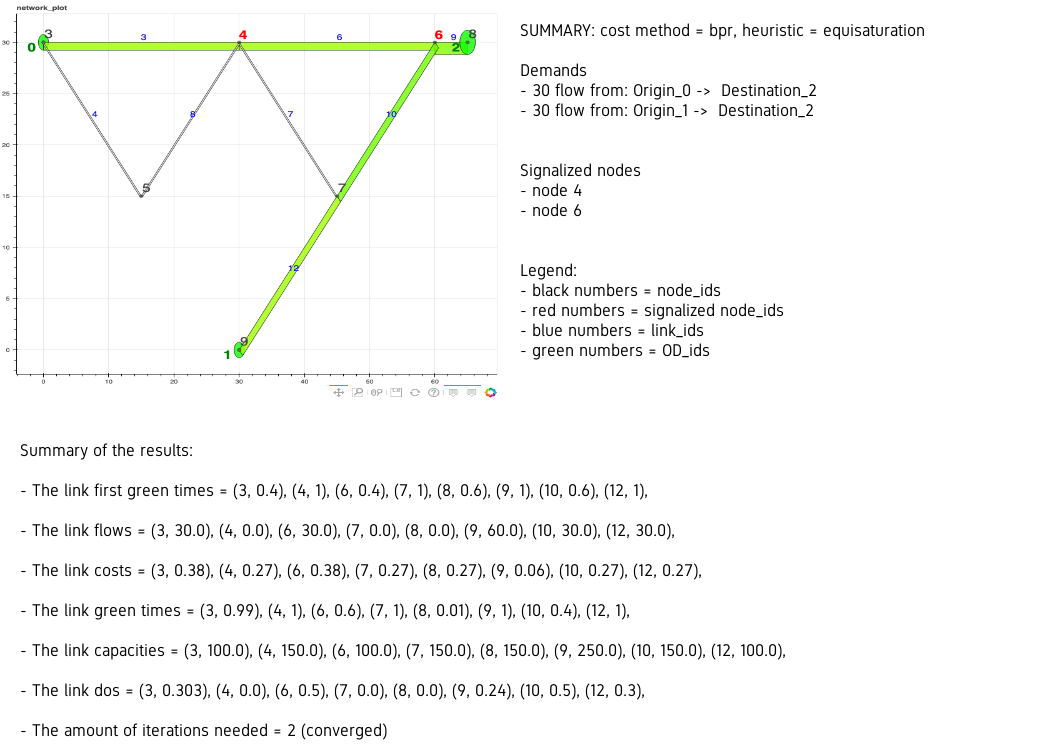 network_plot
3
3
6
9
8
0
4
6
2
30
25
4
8
7
10
20
5
7
15
10
12
5
9
1
0
0
10
20
30
40
50
60
SUMMARY: cost method = bpr, heuristic = equisaturation
Demands
- 30 flow from: Origin_0 -> Destination_2
- 30 flow from: Origin_1 -> Destination_2
Signalized nodes
- node 4
- node 6
Legend:
- black numbers = node_ids
- red numbers = signalized node_ids
- blue numbers = link_ids
- green numbers = OD_ids
Summary of the results:
- The link first green times = (3, 0.4), (4, 1), (6, 0.4), (7, 1), (8, 0.6), (9, 1), (10, 0.6), (12, 1),
- The link flows = (3, 30.0), (4, 0.0), (6, 30.0), (7, 0.0), (8, 0.0), (9, 60.0), (10, 30.0), (12, 30.0),
- The link costs = (3, 0.38), (4, 0.27), (6, 0.38), (7, 0.27), (8, 0.27), (9, 0.06), (10, 0.27), (12, 0.27),
- The link green times = (3, 0.99), (4, 1), (6, 0.6), (7, 1), (8, 0.01), (9, 1), (10, 0.4), (12, 1),
- The link capacities = (3, 100.0), (4, 150.0), (6, 100.0), (7, 150.0), (8, 150.0), (9, 250.0), (10, 150.0), (12, 100.0),
- The link dos = (3, 0.303), (4, 0.0), (6, 0.5), (7, 0.0), (8, 0.0), (9, 0.24), (10, 0.5), (12, 0.3),
- The amount of iterations needed = 2 (converged)